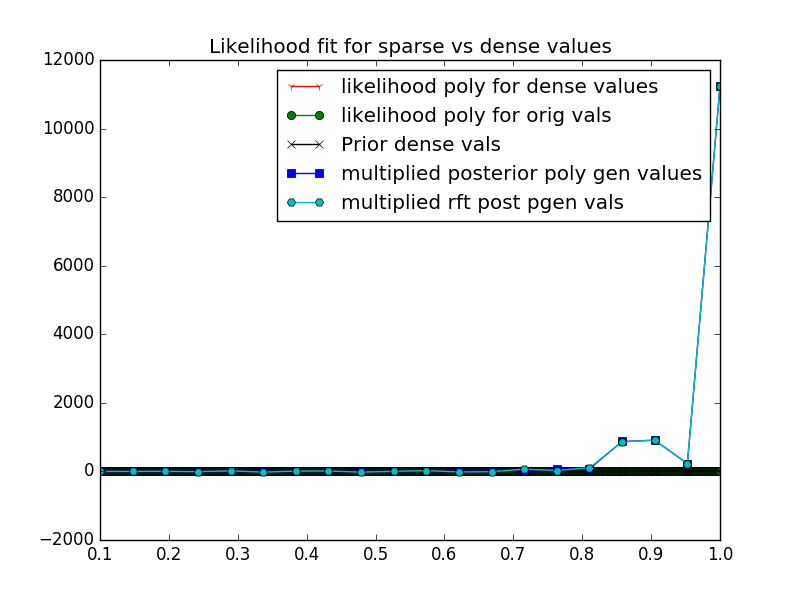 Likelihood fit for sparse vs dense values
12000
10000
8000
6000
4000
2000
0
−2000
likelihood poly for dense values
likelihood poly for orig vals
Prior dense vals
multiplied posterior poly gen values
multiplied rft post pgen vals
0.1 0.2 0.3 0.4 0.5 0.6 0.7 0.8 0.9 1.0